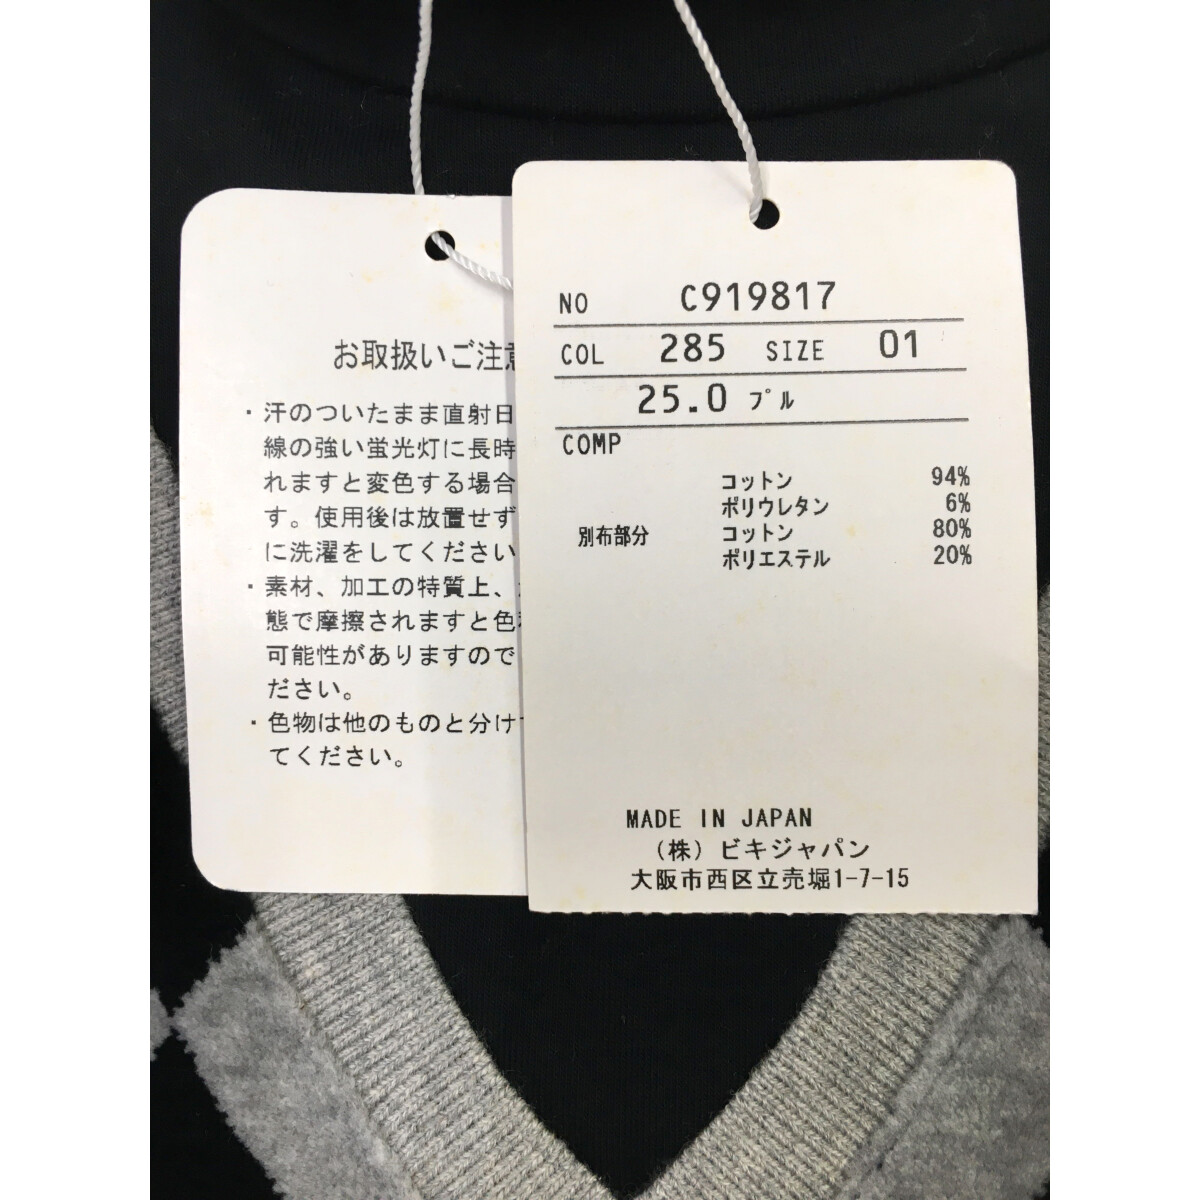 お取扱いご注意
・汗のついたまま直射日
線の強い蛍光灯に長時
れますと変色する場合
す。使用後は放置せず
に洗濯をしてください
・素材、加工の特質上、
態で摩擦されますと色
可能性がありますので
ださい。
・色物は他のものと分け
てください。
NO C919817
COL 285 SIZE 01
25.0 プル
COMP
コットン 94%
ポリウレタン 6%
別布部分 コットン 80%
ポリエステル 20%
MADE IN JAPAN
（株）ビキジャパン
大阪市西区立売堀1-7-15